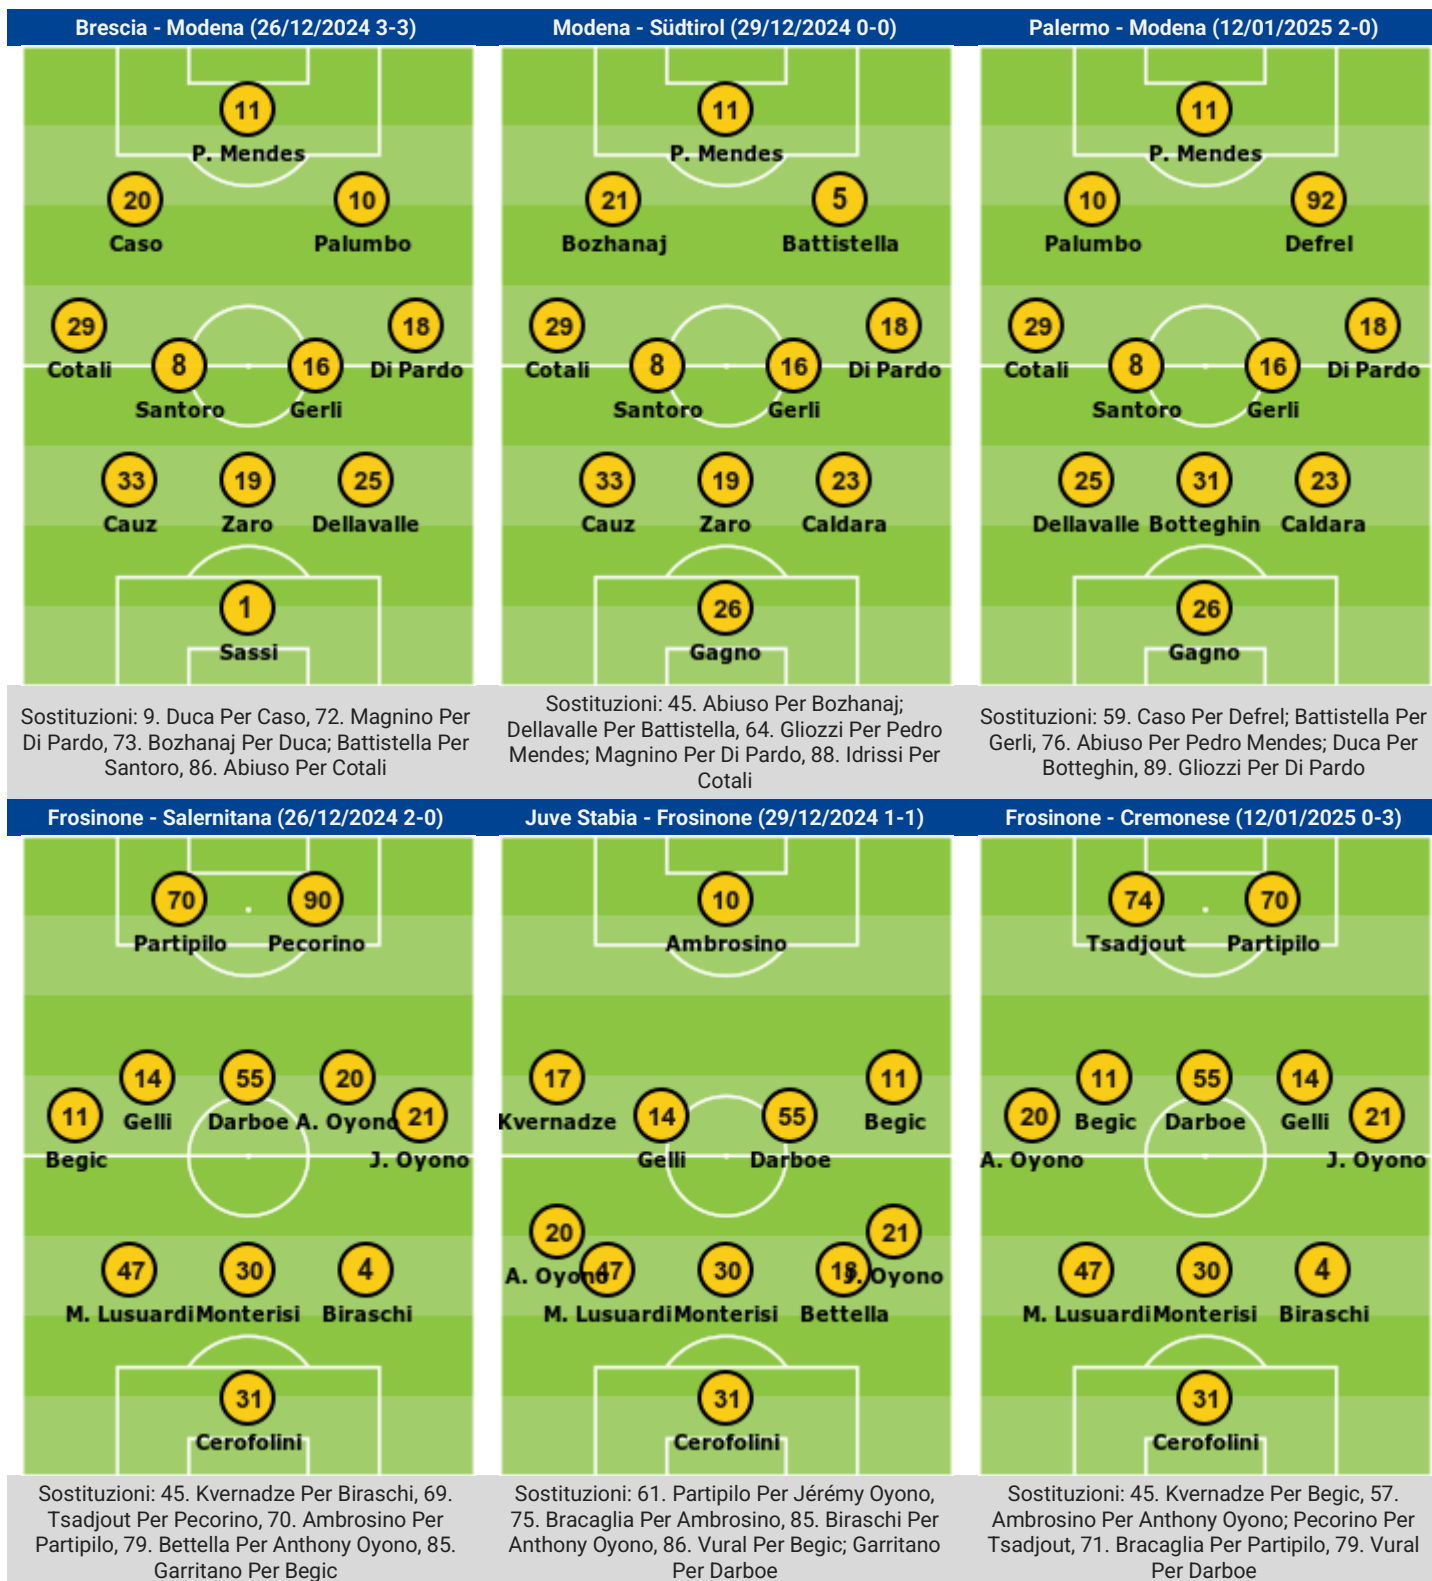 Brescia - Modena (26/12/2024 3-3)
11
P. Mendes
20
10
Caso
Palumbo
29
18
Cotali
8
16
Di Pardo
Santoro
Gerli
33
19
25
Cauz
Zaro
Dellavalle
1
Sassi
Sostituzioni: 9. Duca Per Caso, 72. Magnino Per
Di Pardo, 73. Bozhanaj Per Duca; Battistella Per
Santoro, 86. Abiuso Per Cotali
Modena - Südtirol (29/12/2024 0-0)
11
P. Mendes
21
5
Bozhanaj
Battistella
29
18
Cotali
8
16
Di Pardo
Santoro
Gerli
33
19
23
Cauz
Zaro
Caldara
26
Gagno
Sostituzioni: 45. Abiuso Per Bozhanaj;
Dellavalle Per Battistella, 64. Gliozzi Per Pedro
Mendes; Magnino Per Di Pardo, 88. Idrissi Per
Cotali
Palermo - Modena (12/01/2025 2-0)
11
P. Mendes
10
92
Palumbo
Defrel
29
18
Cotali
8
16
Di Pardo
Santoro
Gerli
25
31
23
Dellavalle
Botteghin
Caldara
26
Gagno
Sostituzioni: 59. Caso Per Defrel; Battistella Per
Gerli, 76. Abiuso Per Pedro Mendes; Duca Per
Botteghin, 89. Gliozzi Per Di Pardo
Frosinone - Salernitana (26/12/2024 2-0)
70
90
Partipilo
Pecorino
14
55
20
11
Gelli
Darboe
A. Oyono
21
Begic
J. Oyono
47
30
4
M. Lusuardi
Monterisi
Biraschi
31
Cerofolini
Sostituzioni: 45. Kvernadze Per Biraschi, 69.
Tsadjout Per Pecorino, 70. Ambrosino Per
Partipilo, 79. Bettella Per Anthony Oyono, 85.
Garritano Per Begic
Juve Stabia - Frosinone (29/12/2024 1-1)
10
Ambrosino
17
11
Kvernadze
14
55
Begic
Gelli
Darboe
20
21
A. Oyono
47
30
J. Oyono
M. Lusuardi
Monterisi
Bettella
31
Cerofolini
Sostituzioni: 61. Partipilo Per Jérémy Oyono,
75. Bracaglia Per Ambrosino, 85. Biraschi Per
Anthony Oyono, 86. Vural Per Begic; Garritano
Per Darboe
Frosinone - Cremonese (12/01/2025 0-3)
74
70
Tsadjout
Partipilo
11
55
14
20
Begic
Darboe
Gelli
21
A. Oyono
J. Oyono
47
30
4
M. Lusuardi
Monterisi
Biraschi
31
Cerofolini
Sostituzioni: 45. Kvernadze Per Begic, 57.
Ambrosino Per Anthony Oyono; Pecorino Per
Tsadjout, 71. Bracaglia Per Partipilo, 79. Vural
Per Darboe